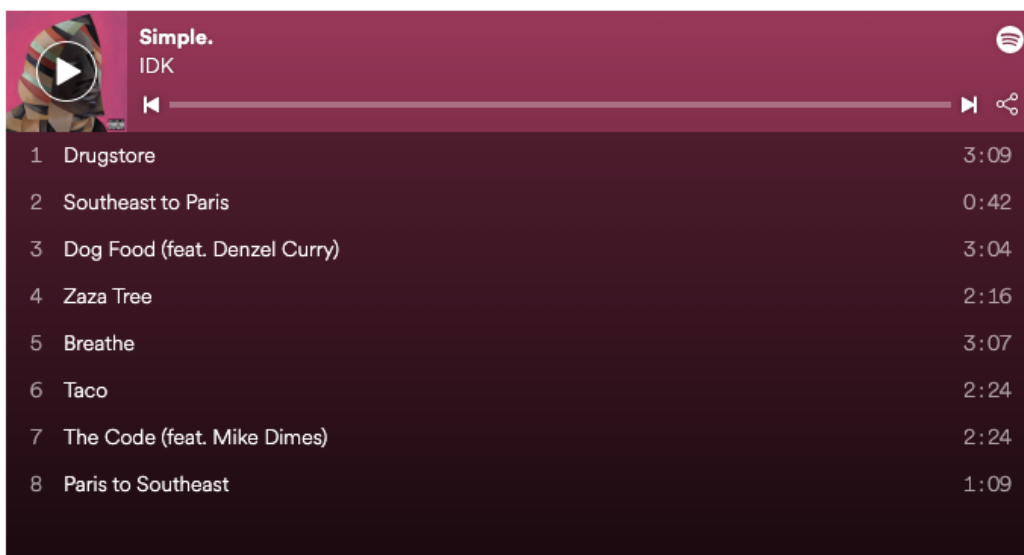 Simple.
IDK
1 Drugstore 3:09
2 Southeast to Paris 0:42
3 Dog Food (feat. Denzel Curry) 3:04
4 Zaza Tree 2:16
5 Breathe 3:07
6 Taco 2:24
7 The Code (feat. Mike Dimes) 2:24
8 Paris to Southeast 1:09